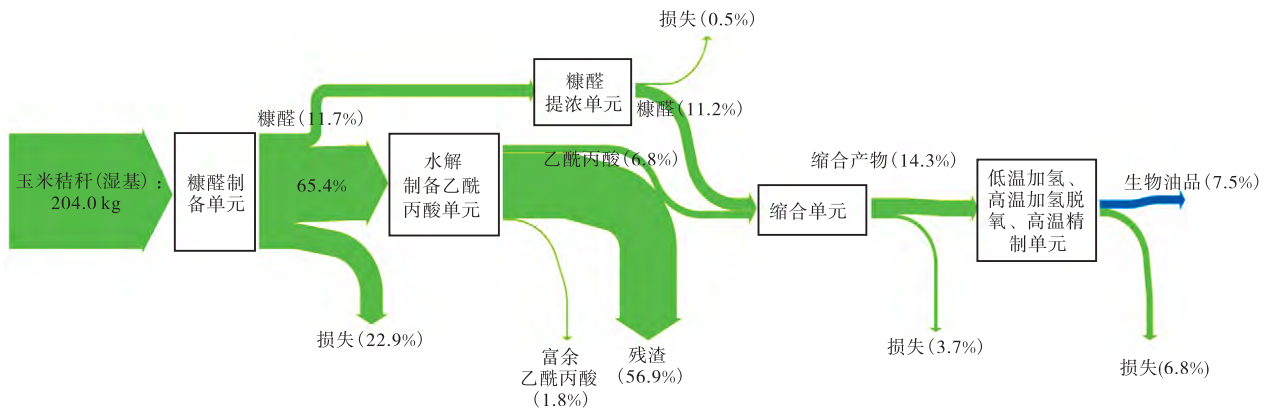 损失(0.5%)
糠醛
提浓单元
糠醛(11.7%)
糠醛(11.2%)
玉米秸秆(湿基)：
204.0 kg
糠醛制
备单元
65.4%
水解
制备乙酰
丙酸单元
乙酰丙酸(6.8%)
缩合单元
缩合产物(14.3%)
低温加氢、
高温加氢脱
氧、高温精
制单元
生物油品(7.5%)
损失(22.9%)
富余
乙酰丙酸
(1.8%)
残渣
(56.9%)
损失(3.7%)
损失(6.8%)